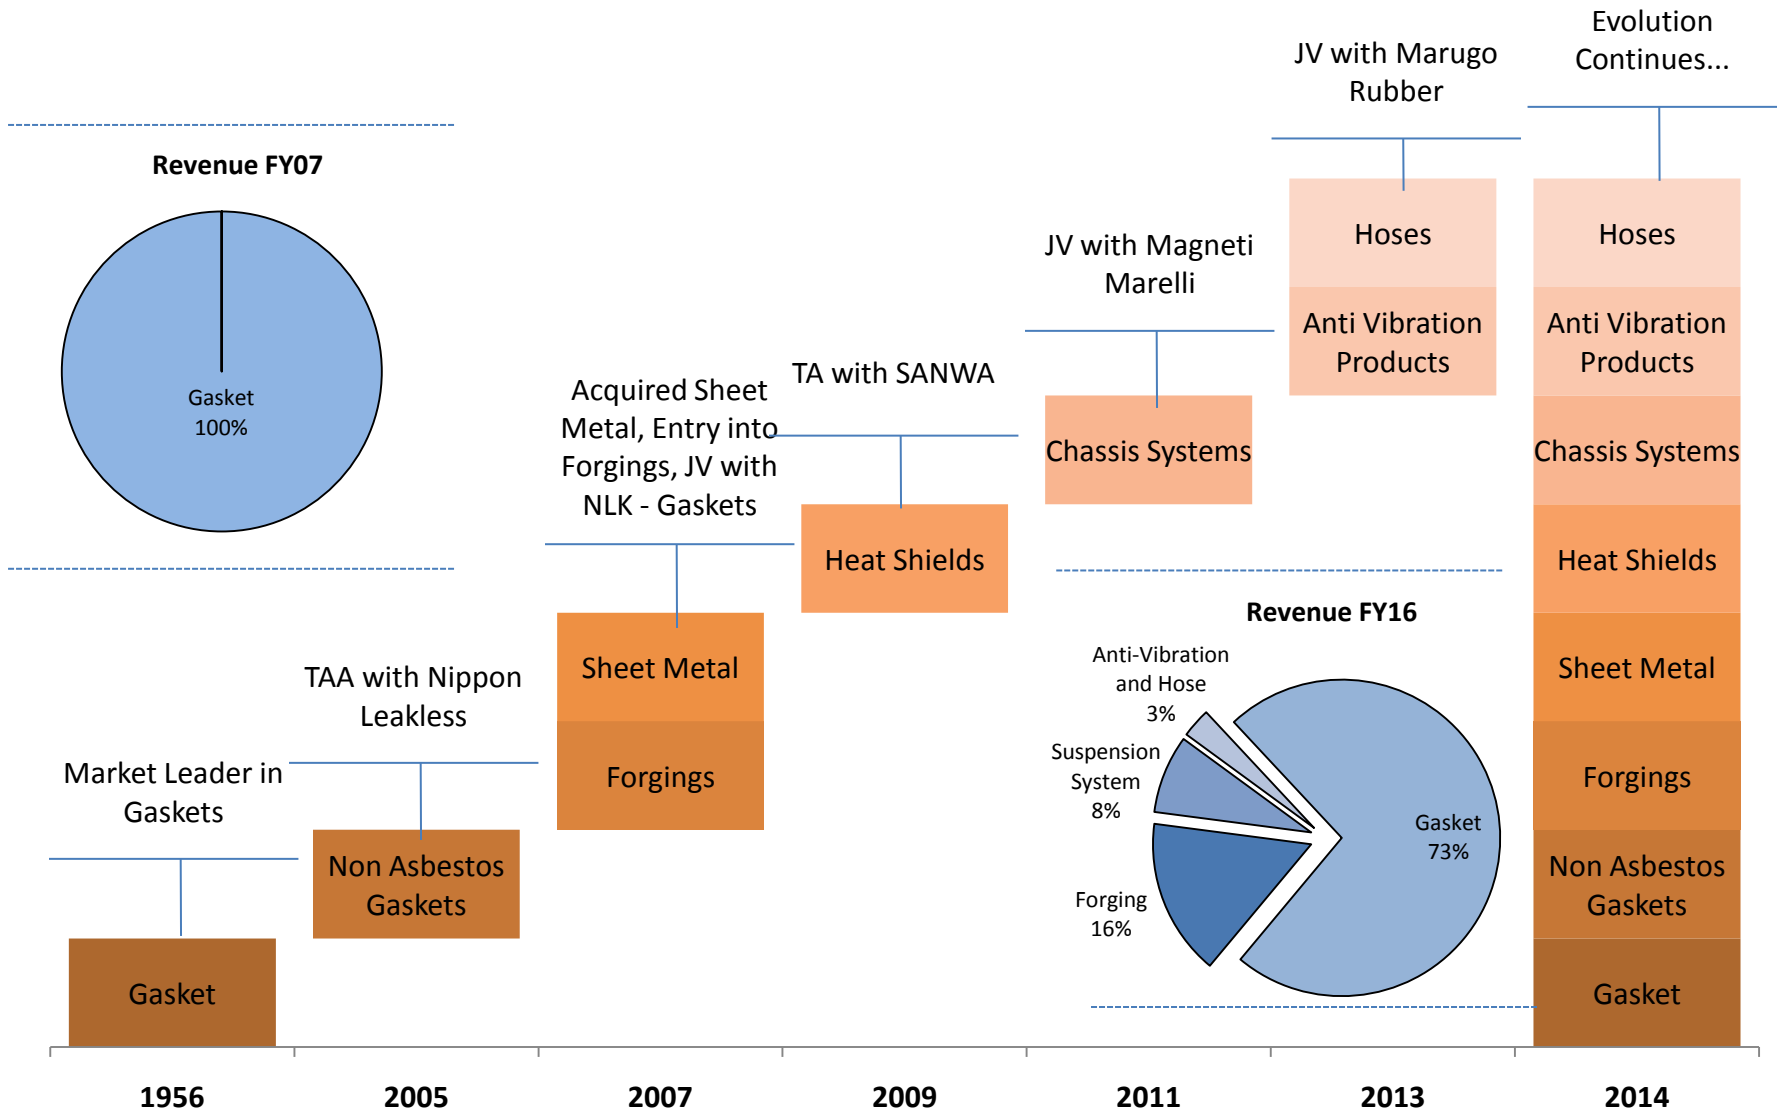 Evolution
Continues...
JV with Marugo
Rubber
Revenue FY07
Gasket
100%
JV with Magneti
Marelli
Hoses
Anti Vibration
Products
TA with SANWA
Acquired Sheet
Metal, Entry into
Forgings, JV with
NLK - Gaskets
Chassis Systems
Heat Shields
TAA with Nippon
Leakless
Sheet Metal
Forgings
Market Leader in
Gaskets
Non Asbestos
Gaskets
Gasket
Revenue FY16
Anti-Vibration
and Hose
3%
Suspension
System
8%
Forging
16%
Gasket
73%
Hoses
Anti Vibration
Products
Chassis Systems
Heat Shields
Sheet Metal
Forgings
Non Asbestos
Gaskets
Gasket
1956
2005
2007
2009
2011
2013
2014